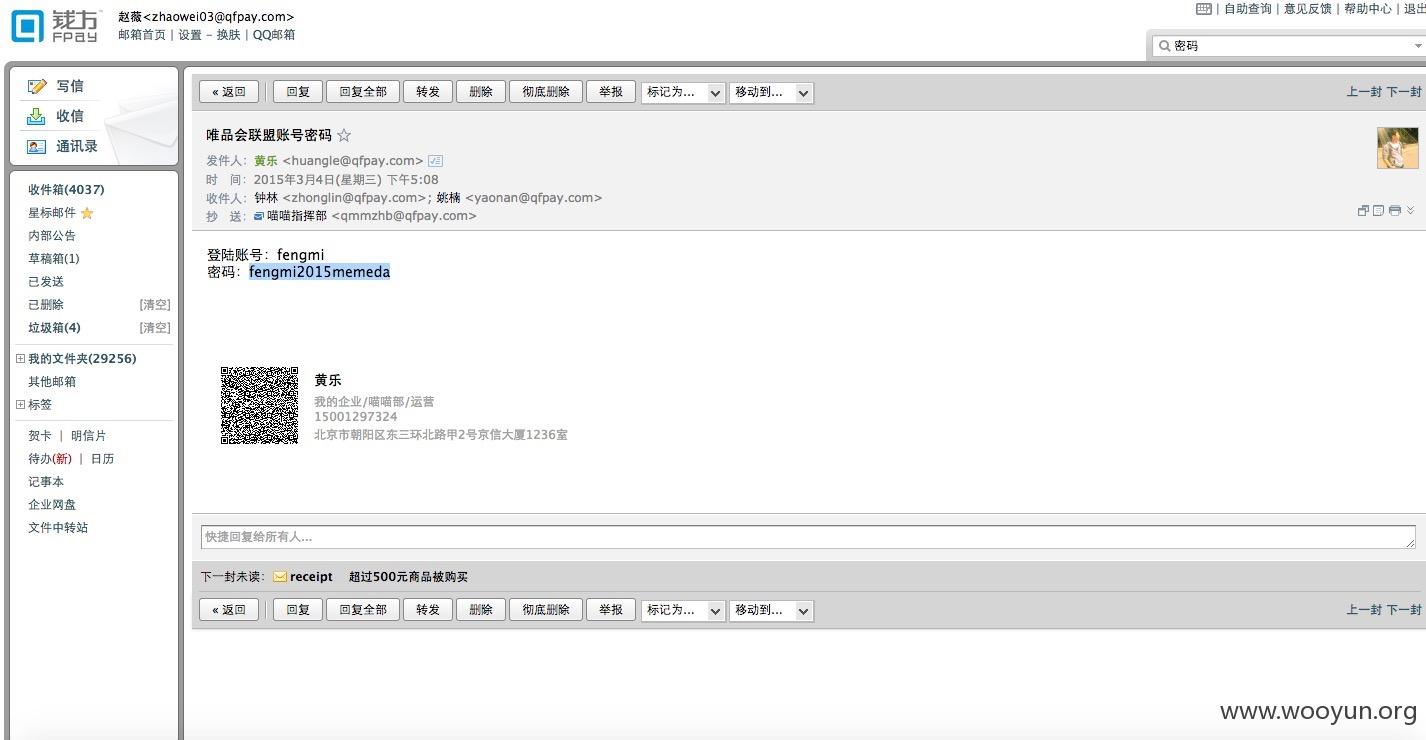 钱方 赵薇<zhaowei03@qfpay.com>
FPAY 邮箱首页 | 设置 - 换肤 | QQ邮箱
| 自助查询 | 意见反馈 | 帮助中心 | 退出
密码
写信
收信
通讯录
收件箱(4037)
星标邮件
内部公告
草稿箱(1)
已发送
已删除 [清空]
垃圾箱(4) [清空]
我的文件夹(29256)
其他邮箱
标签
贺卡 | 明信片
待办(新) | 日历
记事本
企业网盘
文件中转站
« 返回 回复 回复全部 转发 删除 彻底删除 举报 标记为... 移动到... 上一封 下一封
唯品会联盟账号密码
发件人: 黄乐 <huangle@qfpay.com>
时 间: 2015年3月4日(星期三) 下午5:08
收件人: 钟林 <zhonglin@qfpay.com>; 姚楠 <yaonan@qfpay.com>
抄 送: 喵喵指挥部 <qmmzhb@qfpay.com>
登陆账号: fengmi
密码: fengmi2015memeda
黄乐
我的企业/喵喵部/运营
15001297324
北京市朝阳区东三环北路甲2号京信大厦1236室
快捷回复给所有人...
下一封未读: receipt 超过500元商品被购买
« 返回 回复 回复全部 转发 删除 彻底删除 举报 标记为... 移动到... 上一封 下一封
www.wooyun.org